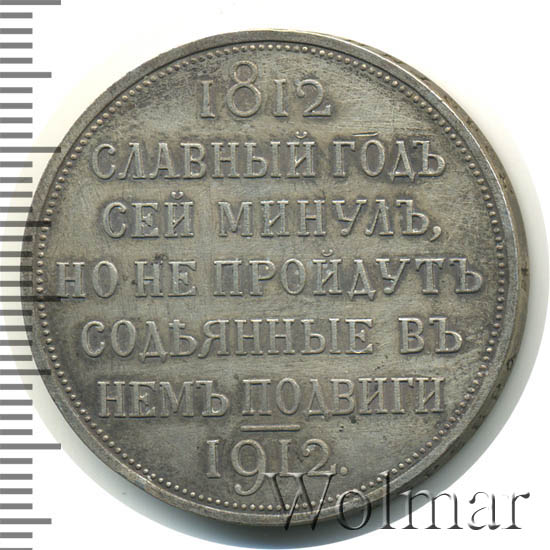 1812
СЛАВНЫЙ ГОДЪ
СЕЙ МИНУЛЪ,
НО НЕ ПРОЙДУТЪ
СОДѢЯННЫЕ ВЪ
НЕМЪ ПОДВИГИ
1912.
Wolmar